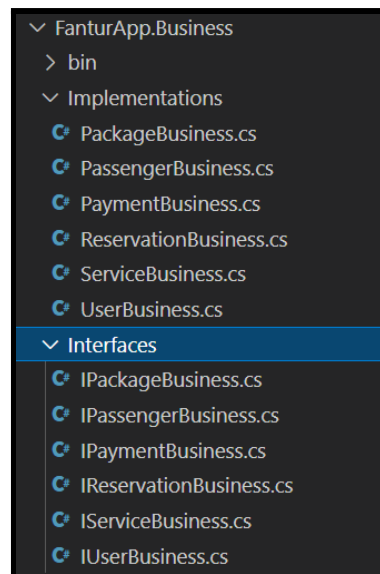 FanturApp.Business
bin
Implementations
C# PackageBusiness.cs
C# PassengerBusiness.cs
C# PaymentBusiness.cs
C# ReservationBusiness.cs
C# ServiceBusiness.cs
C# UserBusiness.cs
Interfaces
C# IPackageBusiness.cs
C# IPassengerBusiness.cs
C# IPaymentBusiness.cs
C# IReservationBusiness.cs
C# IServiceBusiness.cs
C# IUserBusiness.cs